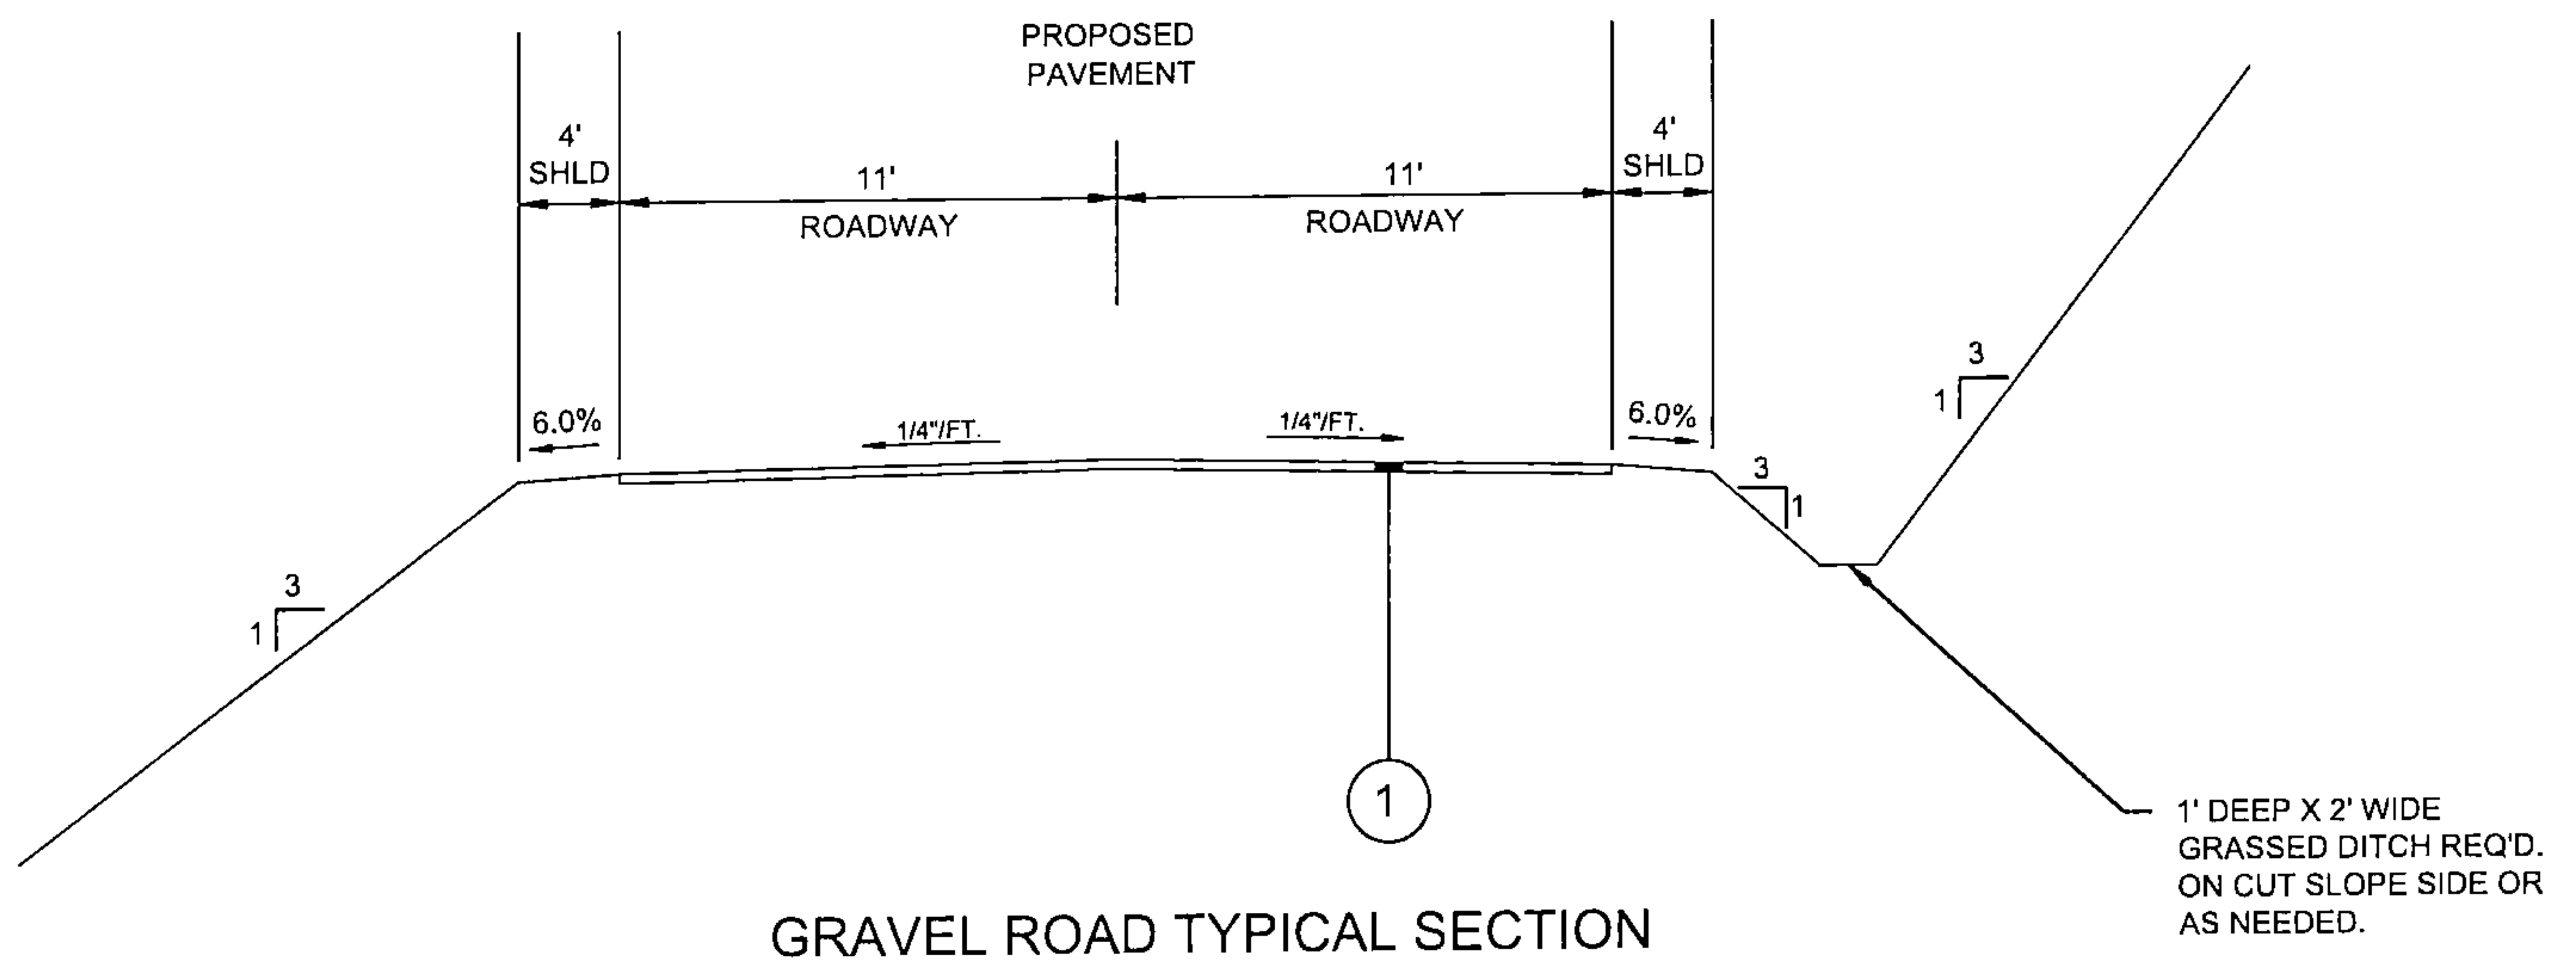 PROPOSED
PAVEMENT
4'
SHLD
11'
ROADWAY
11'
ROADWAY
4'
SHLD
6.0%
1/4"/FT.
1/4"/FT.
6.0%
3
1
3
1
3
1
1
1' DEEP X 2' WIDE
GRASSED DITCH REQ'D.
ON CUT SLOPE SIDE OR
AS NEEDED.
GRAVEL ROAD TYPICAL SECTION